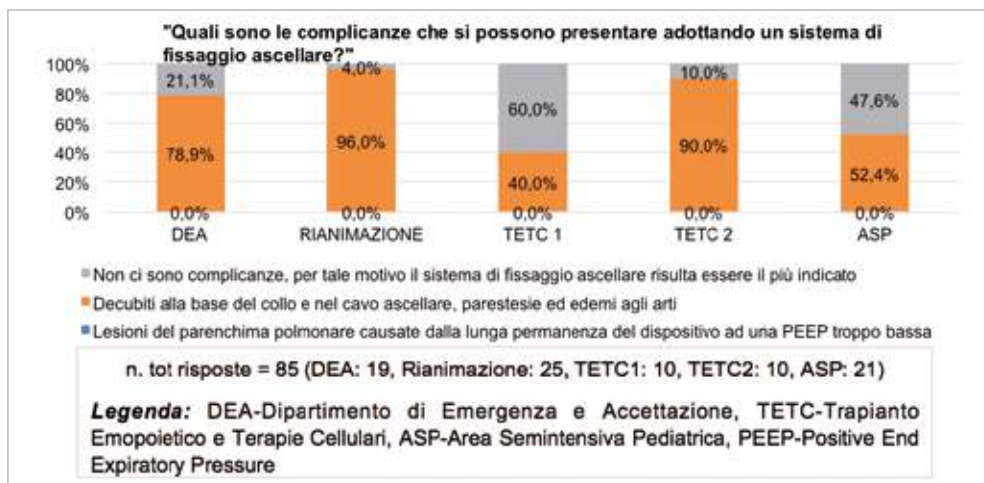 "Quali sono le complicanze che si possono presentare adottando un sistema di
fissaggio ascellare?"
100%
80%
60%
40%
20%
0%
21,1%
4,0%
60,0%
10,0%
47,6%
78,9%
96,0%
40,0%
90,0%
52,4%
0,0%
0,0%
0,0%
0,0%
0,0%
DEA
RIANIMAZIONE
TETC 1
TETC 2
ASP
Non ci sono complicanze, per tale motivo il sistema di fissaggio ascellare risulta essere il più indicato
Decubiti alla base del collo e nel cavo ascellare, parestesie ed edemi agli arti
Lesioni del parenchima polmonare causate dalla lunga permanenza del dispositivo ad una PEEP troppo bassa
n. tot risposte = 85 (DEA: 19, Rianimazione: 25, TETC1: 10, TETC2: 10, ASP: 21)
Legenda: DEA-Dipartimento di Emergenza e Accettazione, TETC-Trapianto
Emopoietico e Terapie Cellulari, ASP-Area Semintensiva Pediatrica, PEEP-Positive End
Expiratory Pressure